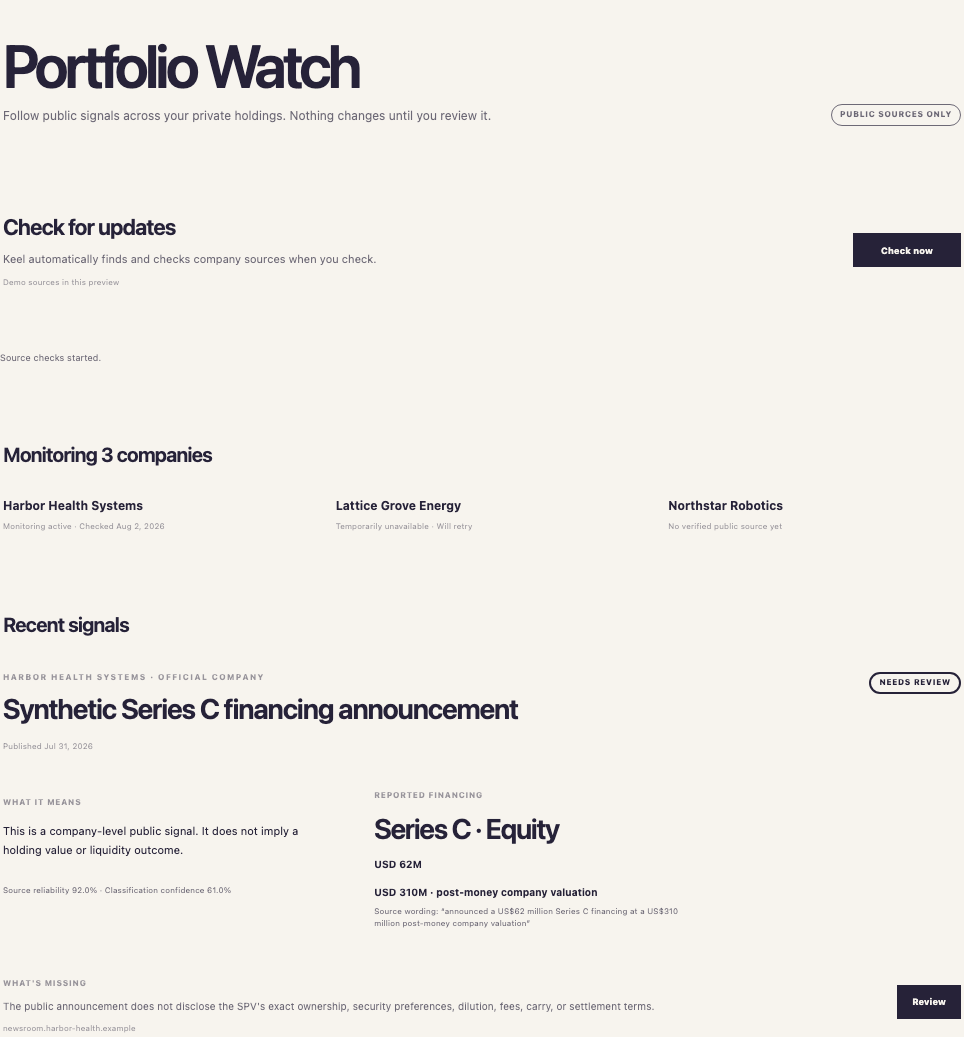 Portfolio Watch
Follow public signals across your private holdings. Nothing changes until you review it.
PUBLIC SOURCES ONLY
Check for updates
Keel automatically finds and checks company sources when you check.
Demo sources in this preview
Check now
Source checks started.
Monitoring 3 companies
Harbor Health Systems
Monitoring active · Checked Aug 2, 2026
Lattice Grove Energy
Temporarily unavailable · Will retry
Northstar Robotics
No verified public source yet
Recent signals
HARBOR HEALTH SYSTEMS · OFFICIAL COMPANY
NEEDS REVIEW
Synthetic Series C financing announcement
Published Jul 31, 2026
WHAT IT MEANS
This is a company-level public signal. It does not imply a
holding value or liquidity outcome.
Source reliability 92.0% · Classification confidence 61.0%
REPORTED FINANCING
Series C · Equity
USD 62M
USD 310M · post-money company valuation
Source wording: "announced a US$62 million Series C financing at a US$310
million post-money company valuation"
WHAT'S MISSING
The public announcement does not disclose the SPV's exact ownership, security preferences, dilution, fees, carry, or settlement terms.
newsroom.harbor-health.example
Review